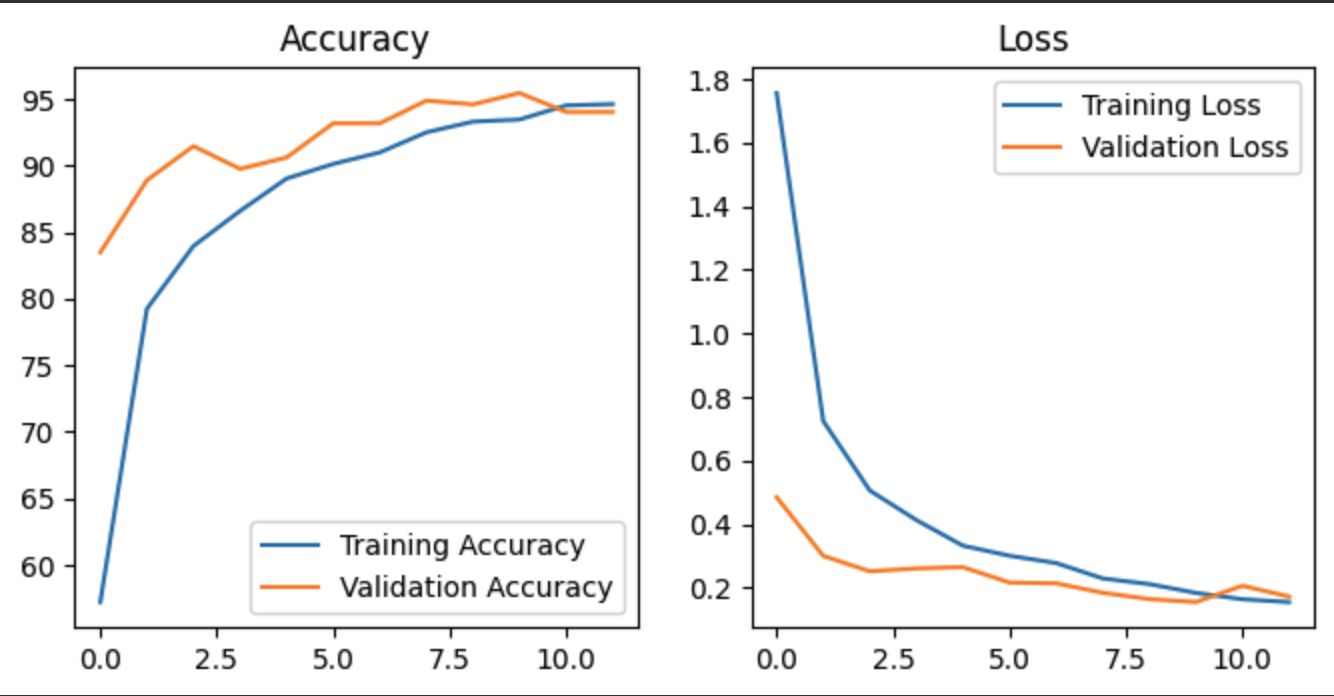 Accuracy
95
90
85
80
75
70
65
60
Training Accuracy
Validation Accuracy
0.0 2.5 5.0 7.5 10.0
Loss
1.8
1.6
1.4
1.2
1.0
0.8
0.6
0.4
0.2
Training Loss
Validation Loss
0.0 2.5 5.0 7.5 10.0